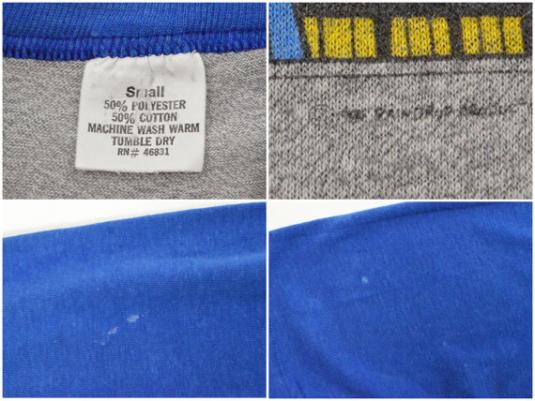 Small
50% POLYESTER
50% COTTON
MACHINE WASH WARM
TUMBLE DRY
RN# 46831